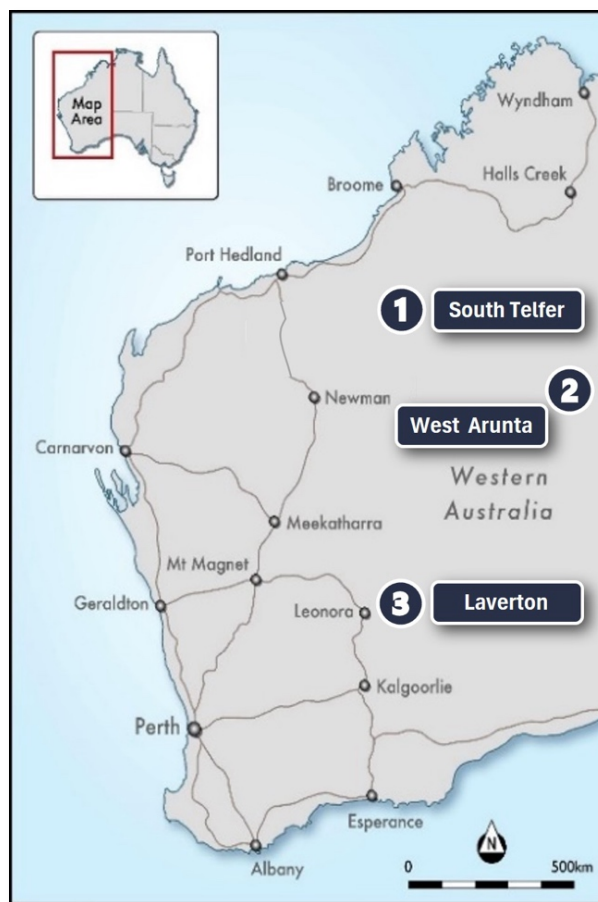 Map
Area
Wyndham
Halls Creek
Broome
Port Hedland
1 South Telfer
2
Newman
West Arunta
Carnarvon
Western
Australia
Meekatharra
Mt Magnet
Geraldton
Leonora
3 Laverton
Kalgoorlie
Perth
Esperance
N
Albany
0 500km